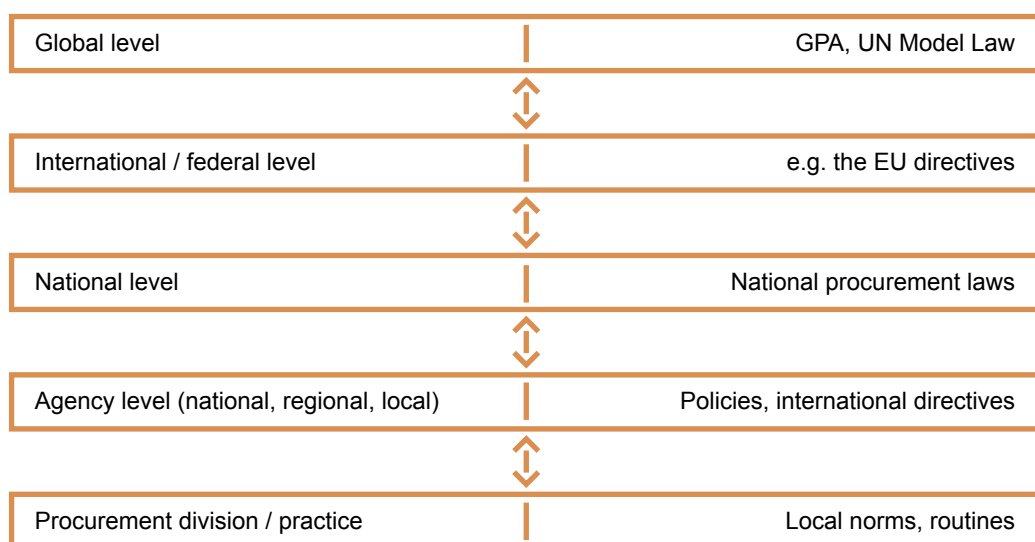 Global level
GPA, UN Model Law
International / federal level
e.g. the EU directives
National level
National procurement laws
Agency level (national, regional, local)
Policies, international directives
Procurement division / practice
Local norms, routines